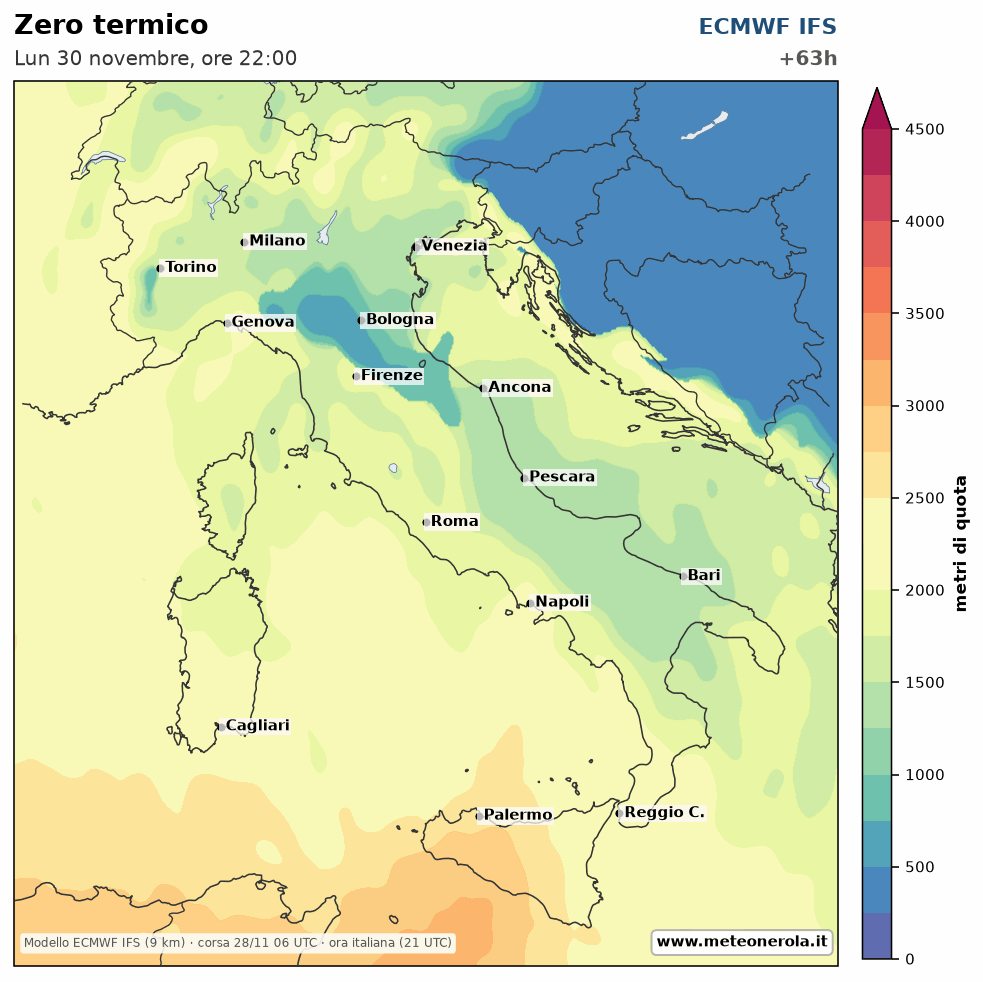 Zero termico
ECMWF IFS
Lun 30 novembre, ore 22:00
+63h
Milano
Venezia
Torino
Genova
Bologna
Firenze
Ancona
Pescara
Roma
Bari
Napoli
Cagliari
Palermo
Reggio C.
4500
4000
3500
3000
2500
2000
1500
1000
500
0
metri di quota
Modello ECMWF IFS (9 km) · corsa 28/11 06 UTC · ora italiana (21 UTC)
www.meteonerola.it